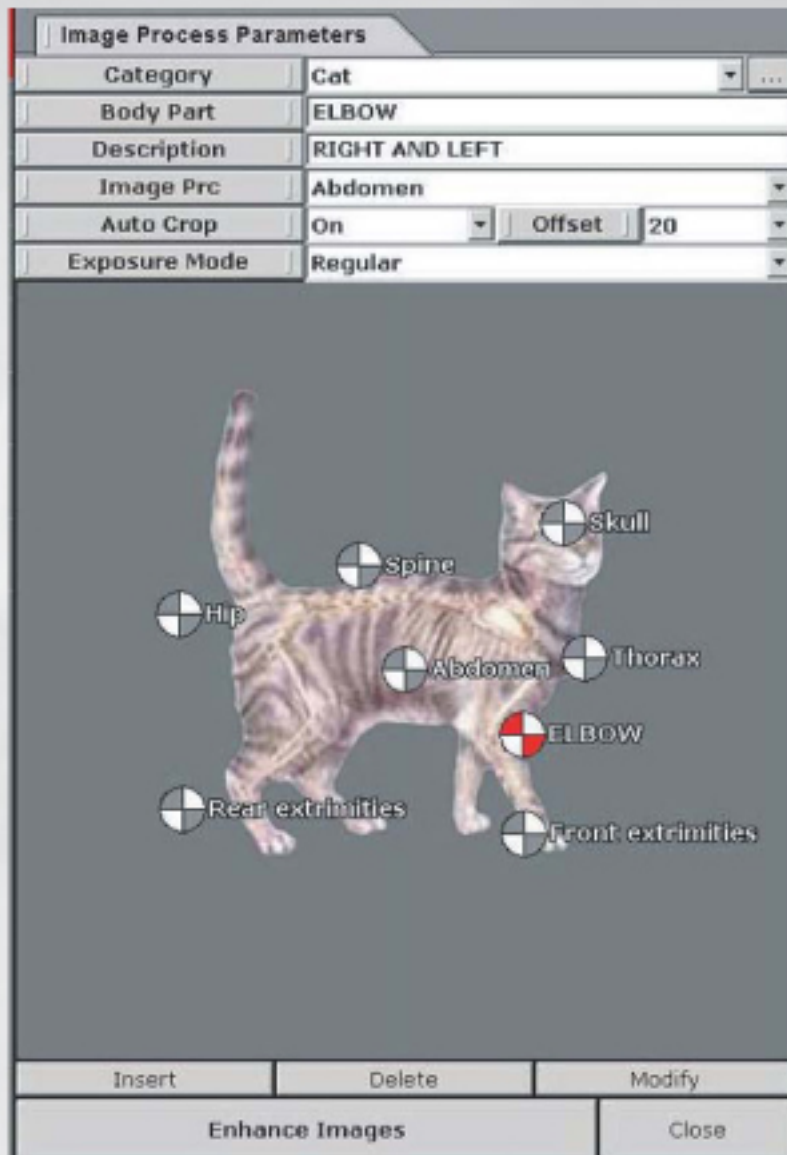 Image Process Parameters
Category Cat ...
Body Part ELBOW
Description RIGHT AND LEFT
Image Prc Abdomen
Auto Crop On Offset 20
Exposure Mode Regular
Skull
Spine
Hip
Abdomen
Thorax
ELBOW
Rear extrimities
Front extrimities
Insert Delete Modify
Enhance Images Close